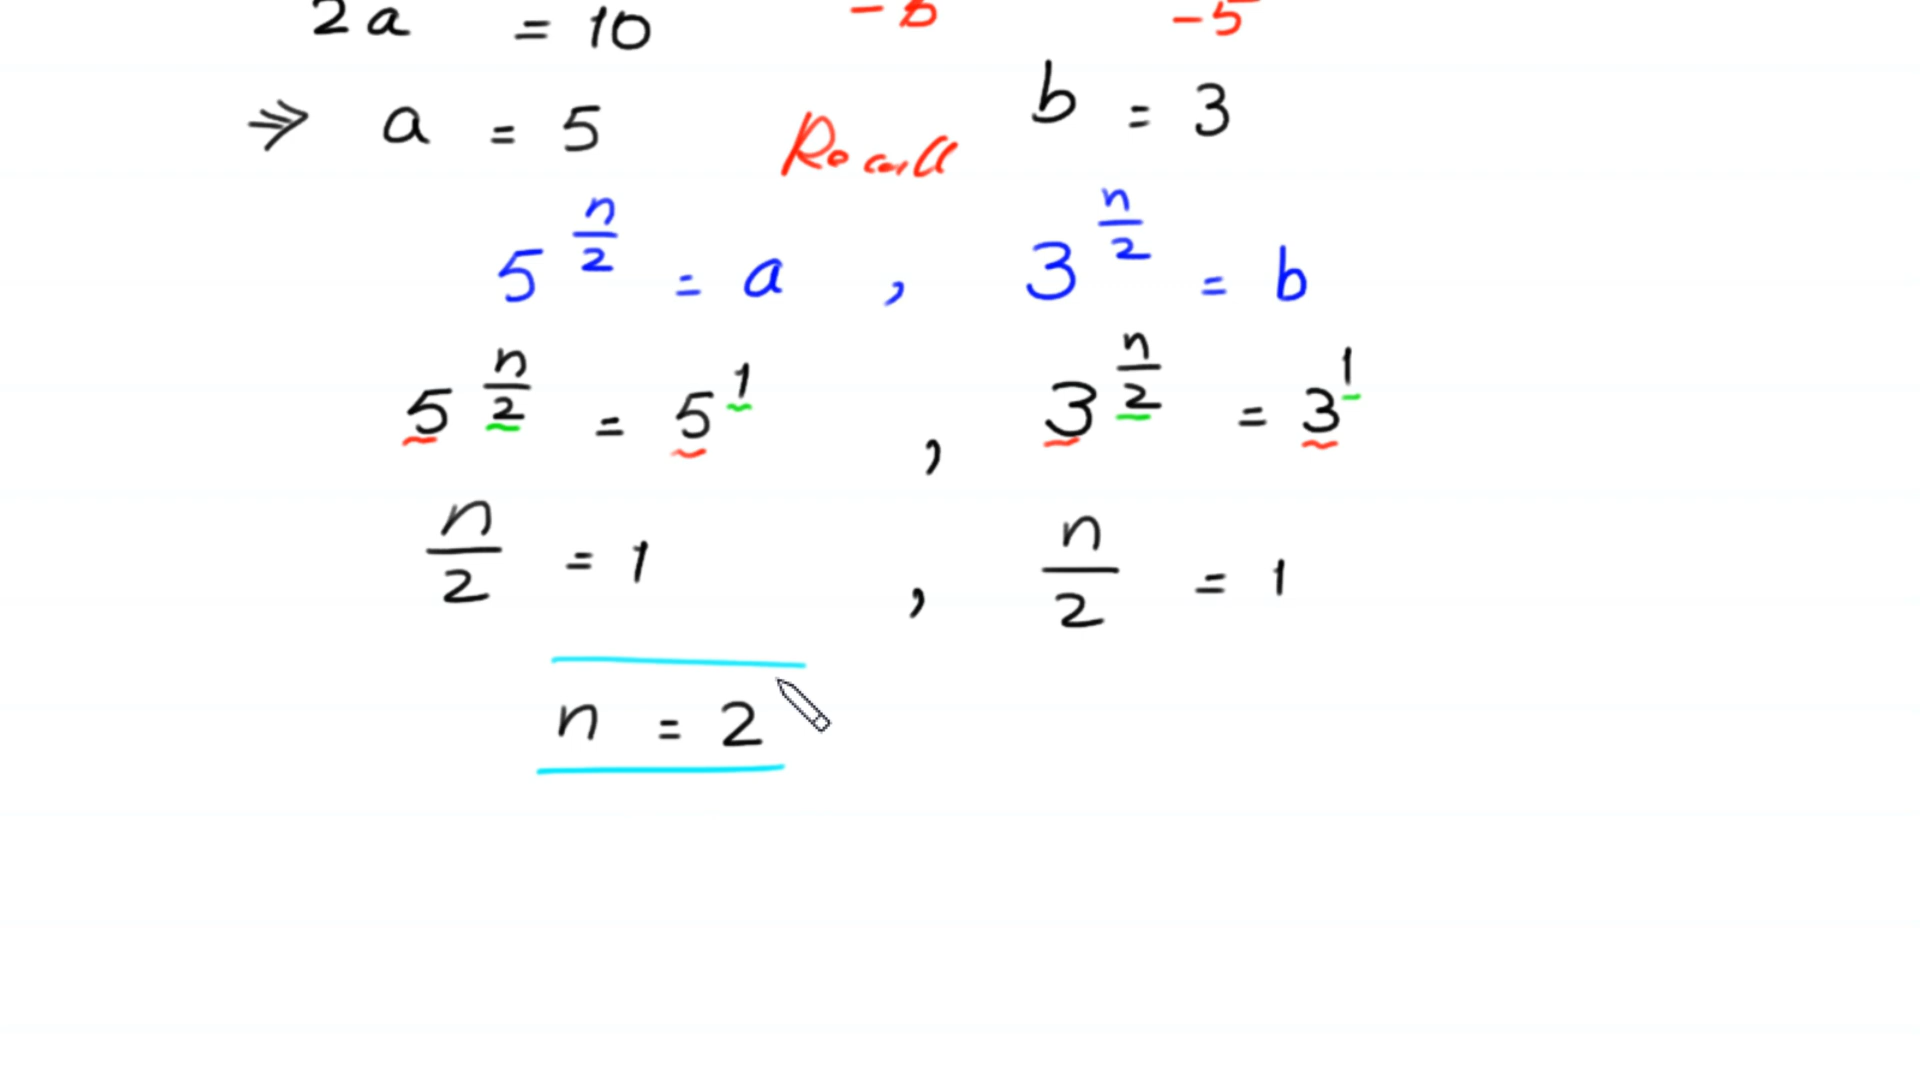 2a = 10 -5 -5
⇒ a = 5 b = 3
Recall
5^(n/2) = a , 3^(n/2) = b
5^(n/2) = 5^1 , 3^(n/2) = 3^1
n/2 = 1 , n/2 = 1
n = 2